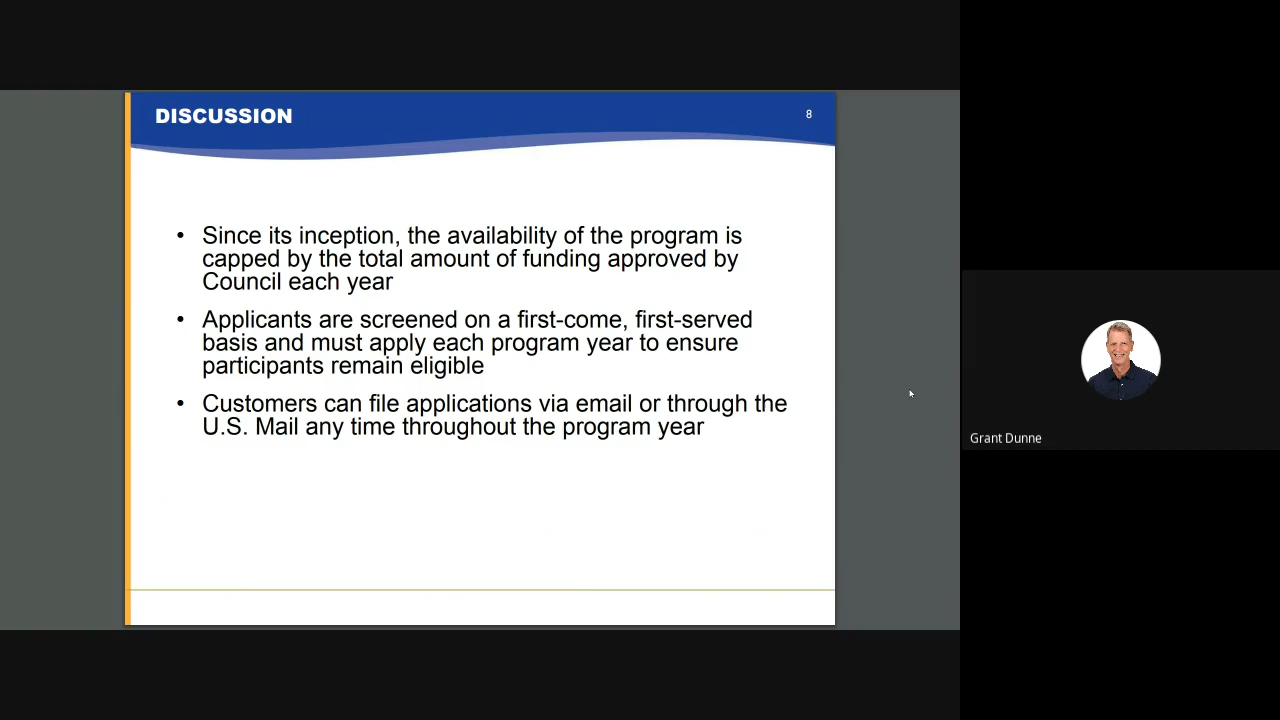 DISCUSSION
8
• Since its inception, the availability of the program is
capped by the total amount of funding approved by
Council each year
• Applicants are screened on a first-come, first-served
basis and must apply each program year to ensure
participants remain eligible
• Customers can file applications via email or through the
U.S. Mail any time throughout the program year
Grant Dunne